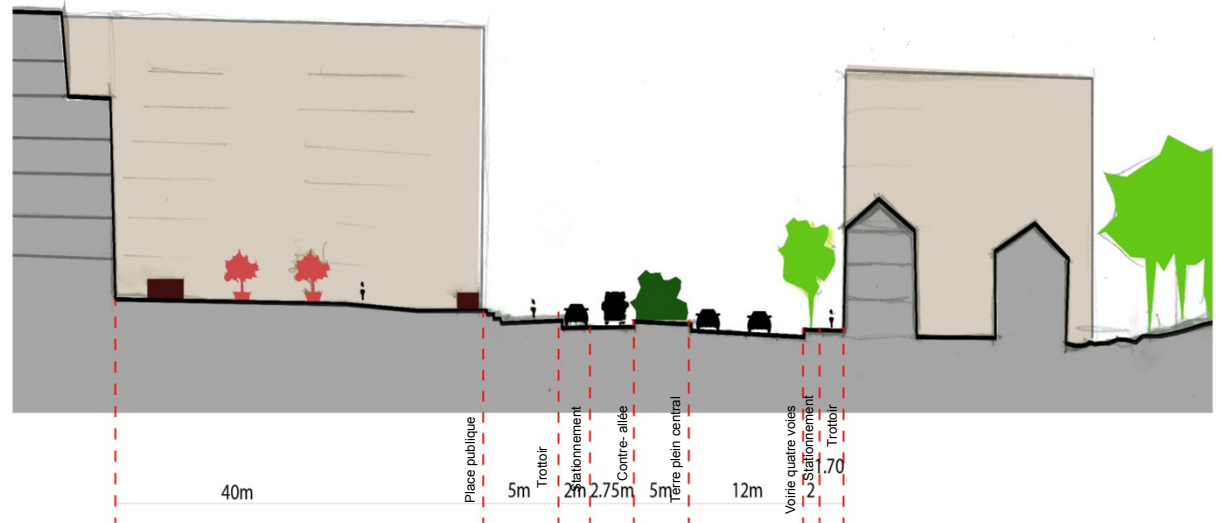 Place publique
Trottoir
Stationnement
Contre- allée
Terre plein central
Voirie quatre voies
Stationnement
Trottoir
40m
5m
2m
2.75m
5m
12m
2
1.70